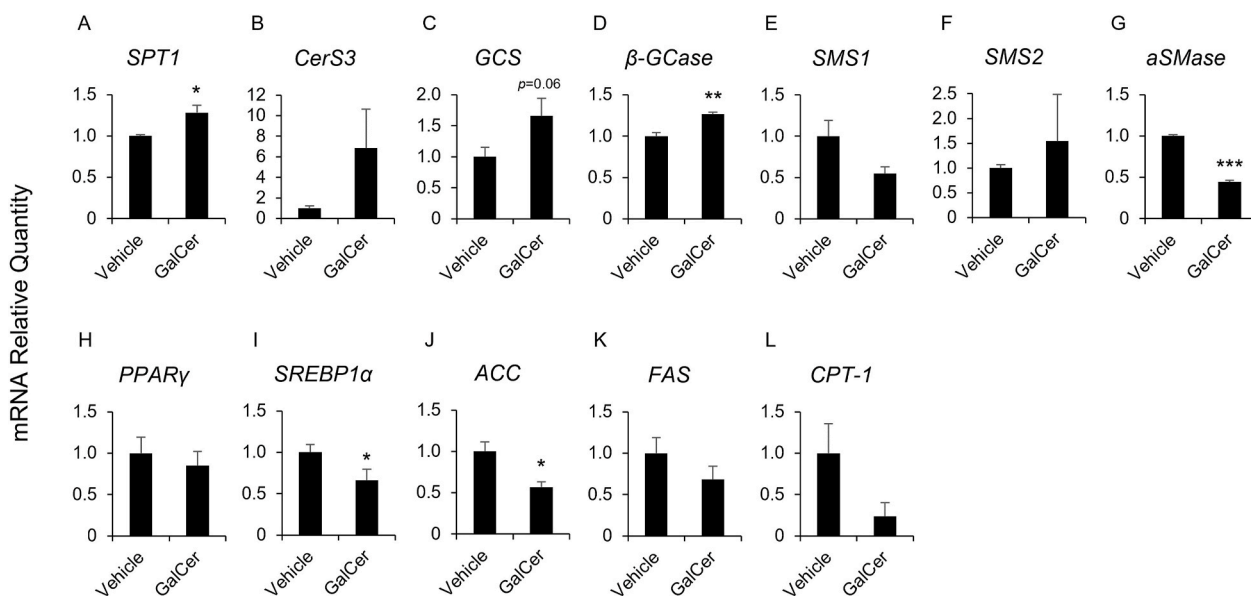 mRNA Relative Quantity
A
SPT1
1.5
1.0
0.5
0
*
Vehicle
GalCer
B
CerS3
12
10
8
6
4
2
0
Vehicle
GalCer
C
GCS
2.0
1.5
1.0
0.5
0
p=0.06
Vehicle
GalCer
D
β-GCase
1.5
1.0
0.5
0
**
Vehicle
GalCer
E
SMS1
1.5
1.0
0.5
0
Vehicle
GalCer
F
SMS2
2.5
2.0
1.5
1.0
0.5
0
Vehicle
GalCer
G
aSMase
1.5
1.0
0.5
0
***
Vehicle
GalCer
H
PPARγ
1.5
1.0
0.5
0
Vehicle
GalCer
I
SREBP1α
1.5
1.0
0.5
0
*
Vehicle
GalCer
J
ACC
1.5
1.0
0.5
0
*
Vehicle
GalCer
K
FAS
1.5
1.0
0.5
0
Vehicle
GalCer
L
CPT-1
1.5
1.0
0.5
0
Vehicle
GalCer